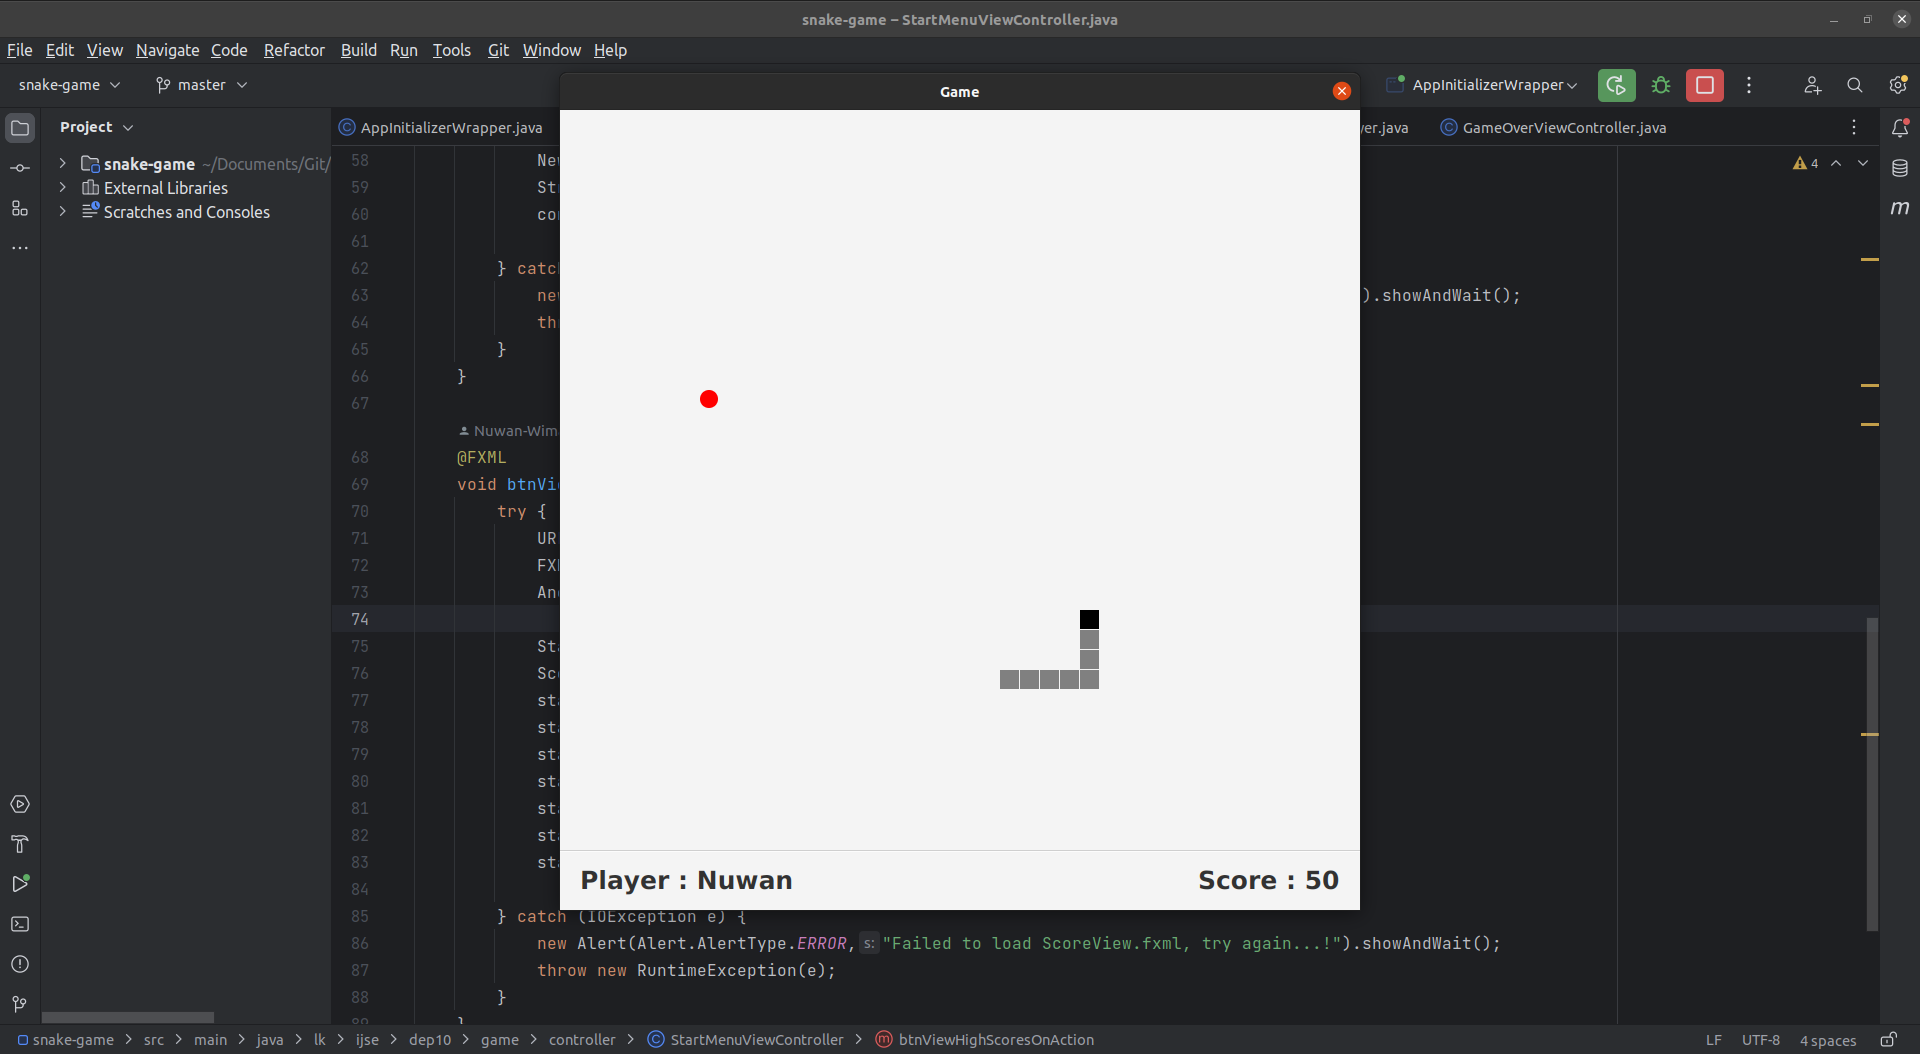 snake-game – StartMenuViewController.java
File Edit View Navigate Code Refactor Build Run Tools Git Window Help
snake-game master AppInitializerWrapper
Game
Project
AppInitializerWrapper.java er.java GameOverViewController.java
snake-game ~/Documents/Git/
External Libraries
Scratches and Consoles
4
58 Ne
59 St
60 co
61
62 } catc
63 ne ).showAndWait();
64 th
65 }
66 }
67
Nuwan-Wim
68 @FXML
69 void btnVi
70 try {
71 UR
72 FX
73 An
74
75 St
76 Sc
77 st
78 st
79 st
80 st
81 st
82 st
83 st
84
Player : Nuwan Score : 50
85 } catch (IOException e) {
86 new Alert(Alert.AlertType.ERROR, s: "Failed to load ScoreView.fxml, try again...!").showAndWait();
87 throw new RuntimeException(e);
88 }
89 }
snake-game > src > main > java > lk > ijse > dep10 > game > controller > StartMenuViewController > btnViewHighScoresOnAction LF UTF-8 4 spaces